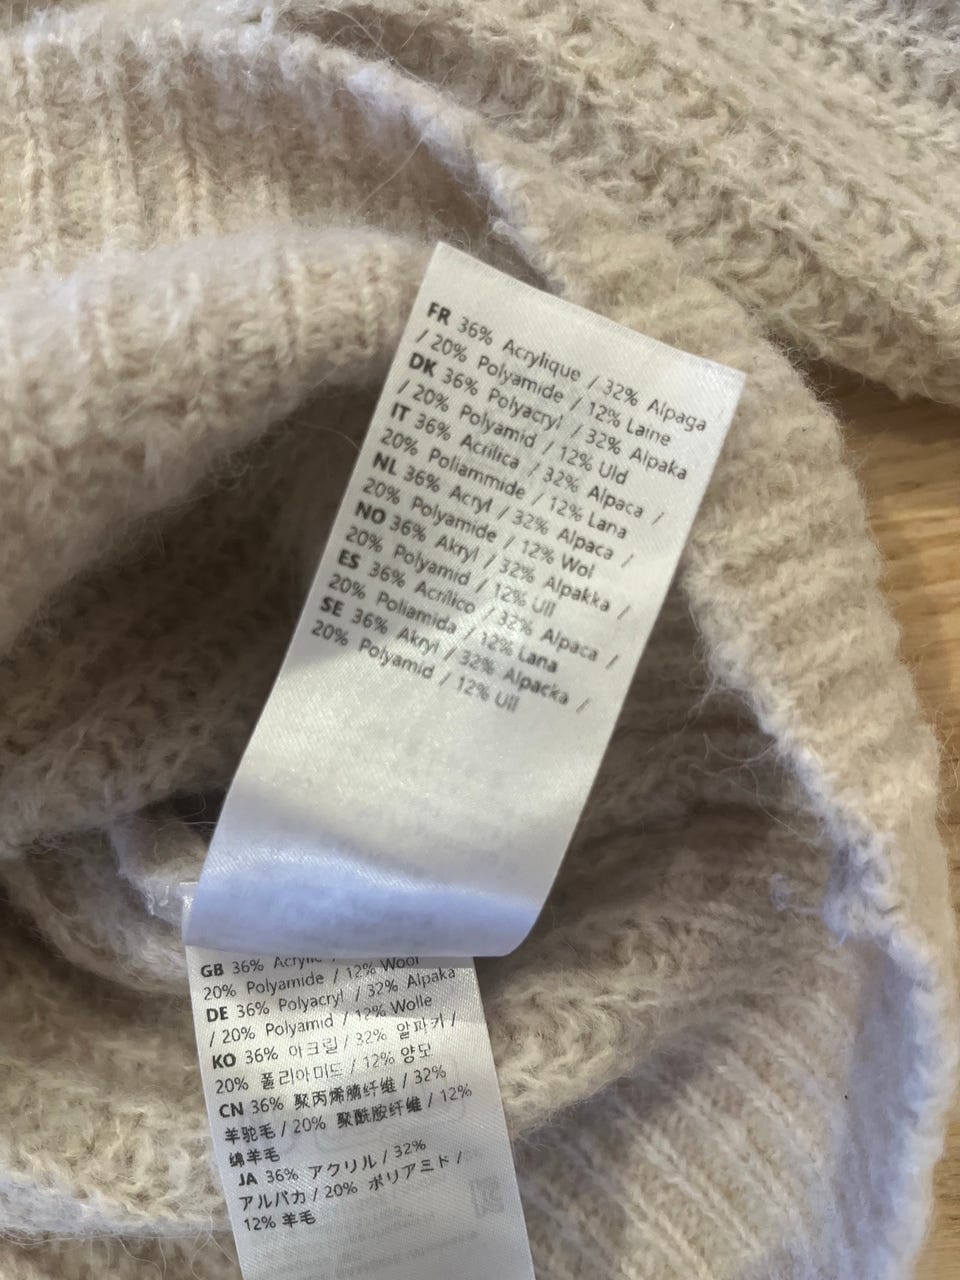 FR 36% Acrylique / 32% Alpaga
/ 20% Polyamide / 12% Laine
DK 36% Polyacryl / 32% Alpaka
/ 20% Polyamid / 12% Uld
IT 36% Acrilica / 32% Alpaca /
20% Poliammide / 12% Lana
NL 36% Acryl / 32% Alpaca /
20% Polyamide / 12% Wol
NO 36% Akryl / 32% Alpakka /
20% Polyamid / 12% Ull
ES 36% Acrílico / 32% Alpaca /
20% Poliamida / 12% Lana
SE 36% Akryl / 32% Alpacka /
20% Polyamid / 12% Ull
GB 36% Acrylic /
20% Polyamide / 12% Wool
DE 36% Polyacryl / 32% Alpaka
/ 20% Polyamid / 12% Wolle
KO 36% 아크릴 / 32% 알파카 /
20% 폴리아미드 / 12% 양모
CN 36% 聚丙烯腈纤维 / 32%
羊驼毛 / 20% 聚酰胺纤维 / 12%
绵羊毛
JA 36% アクリル / 32%
アルパカ / 20% ポリアミド /
12% 羊毛